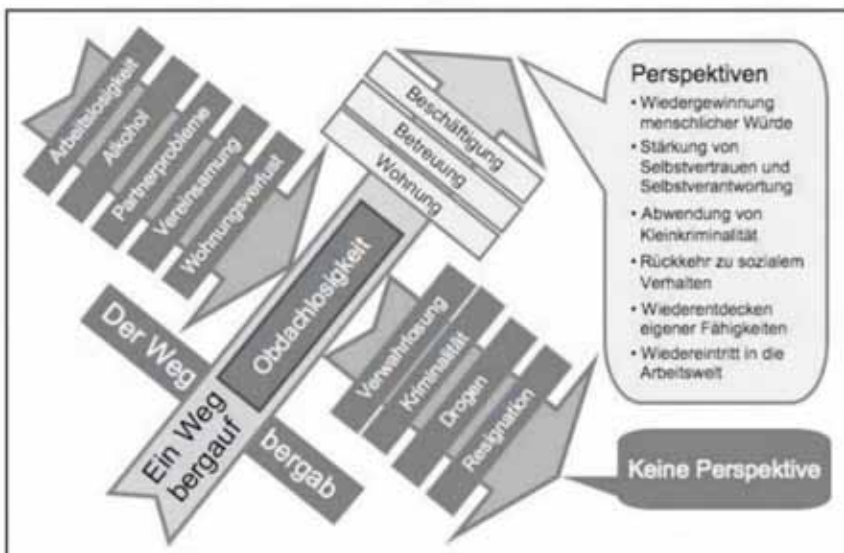 Arbeitslosigkeit
Alkohol
Partnerprobleme
Vereinsamung
Wohnungsverlust
Der Weg
bergab
Ein Weg
bergauf
Obdachlosigkeit
Beschäftigung
Betreuung
Wohnung
Verwahrlosung
Kriminalität
Drogen
Resignation
Perspektiven
• Wiedergewinnung
menschlicher Würde
• Stärkung von
Selbstvertrauen und
Selbstverantwortung
• Abwendung von
Kleinkriminalität
• Rückkehr zu sozialem
Verhalten
• Wiederentdecken
eigener Fähigkeiten
• Wiedereintritt in die
Arbeitswelt
Keine Perspektive